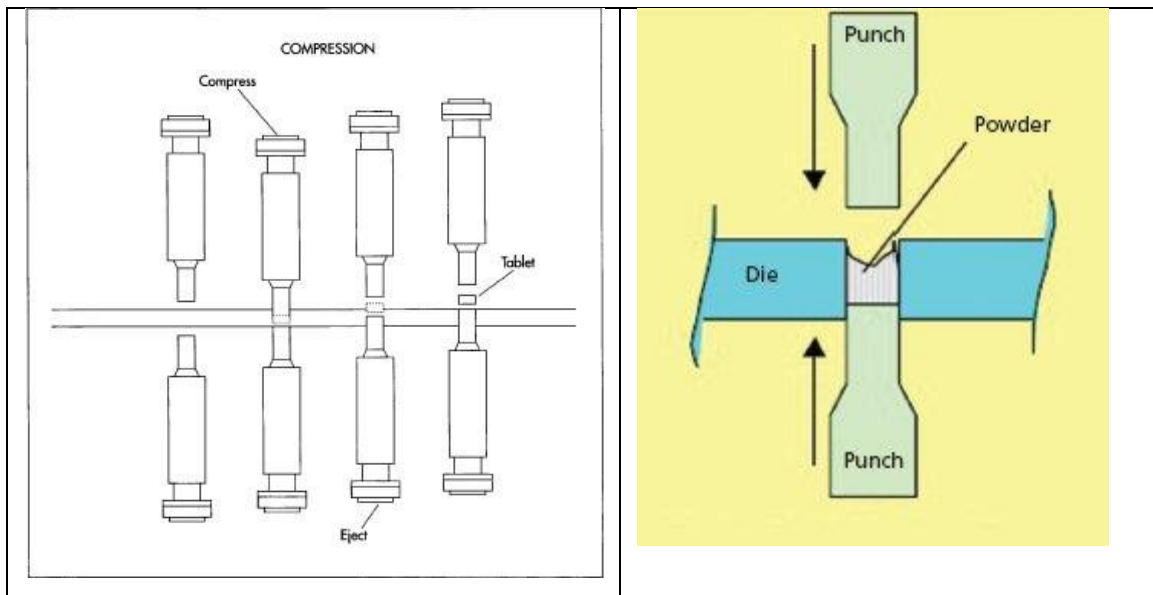 COMPRESSION
Compress
Tablet
Eject
Punch
Powder
Die
Punch